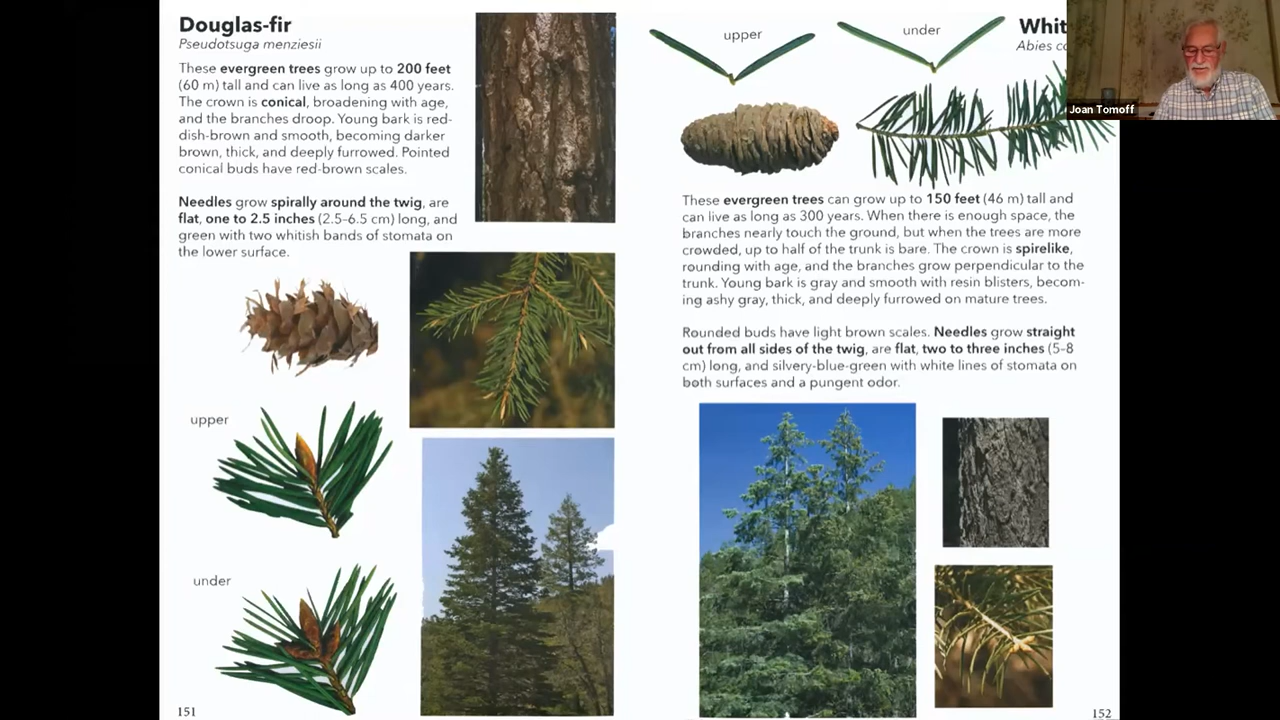 Douglas-fir
Pseudotsuga menziesii
These evergreen trees grow up to 200 feet
(60 m) tall and can live as long as 400 years.
The crown is conical, broadening with age,
and the branches droop. Young bark is red-
dish-brown and smooth, becoming darker
brown, thick, and deeply furrowed. Pointed
conical buds have red-brown scales.
Needles grow spirally around the twig, are
flat, one to 2.5 inches (2.5–6.5 cm) long, and
green with two whitish bands of stomata on
the lower surface.
upper
under
151
upper
under
Whit
Abies co
Joan Tomoff
These evergreen trees can grow up to 150 feet (46 m) tall and
can live as long as 300 years. When there is enough space, the
branches nearly touch the ground, but when the trees are more
crowded, up to half of the trunk is bare. The crown is spirelike,
rounding with age, and the branches grow perpendicular to the
trunk. Young bark is gray and smooth with resin blisters, becom-
ing ashy gray, thick, and deeply furrowed on mature trees.
Rounded buds have light brown scales. Needles grow straight
out from all sides of the twig, are flat, two to three inches (5–8
cm) long, and silvery-blue-green with white lines of stomata on
both surfaces and a pungent odor.
152